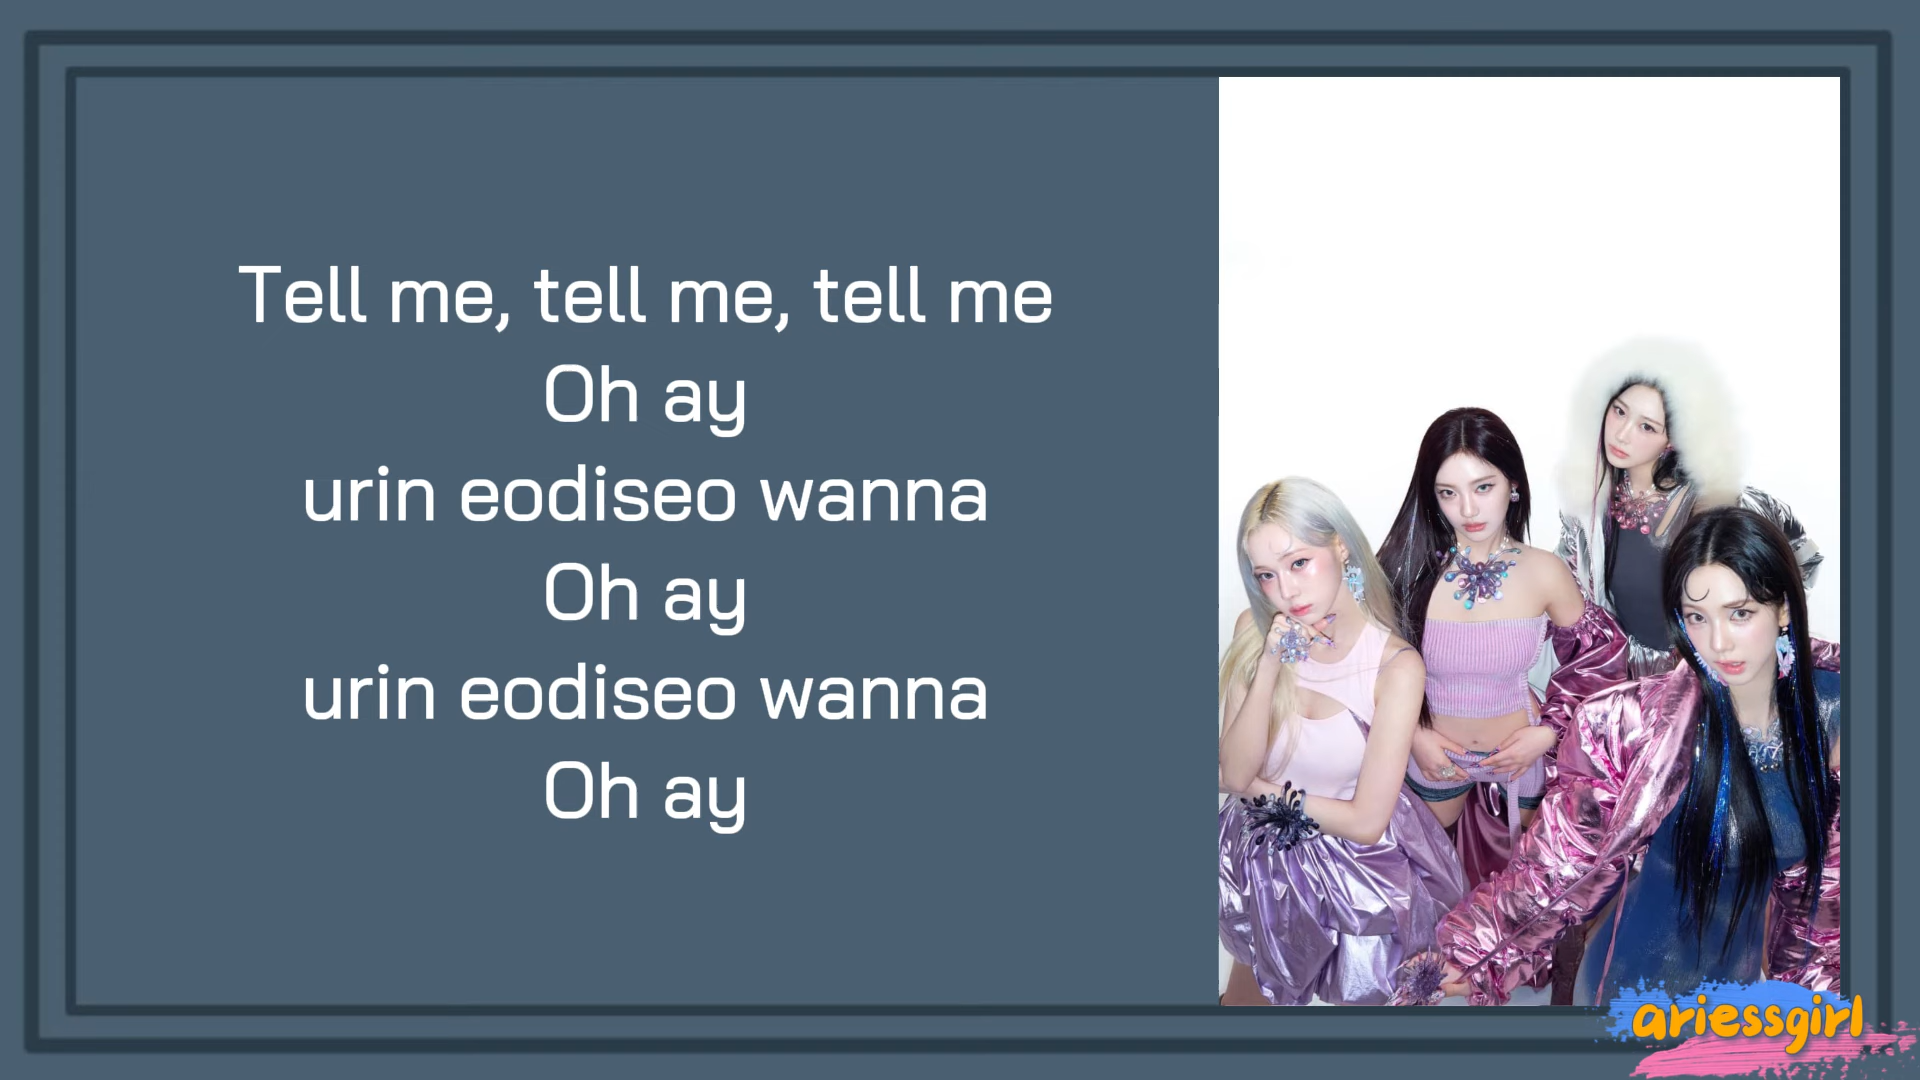 Tell me, tell me, tell me
Oh ay
urin eodiseo wanna
Oh ay
urin eodiseo wanna
Oh ay
ariessgirl